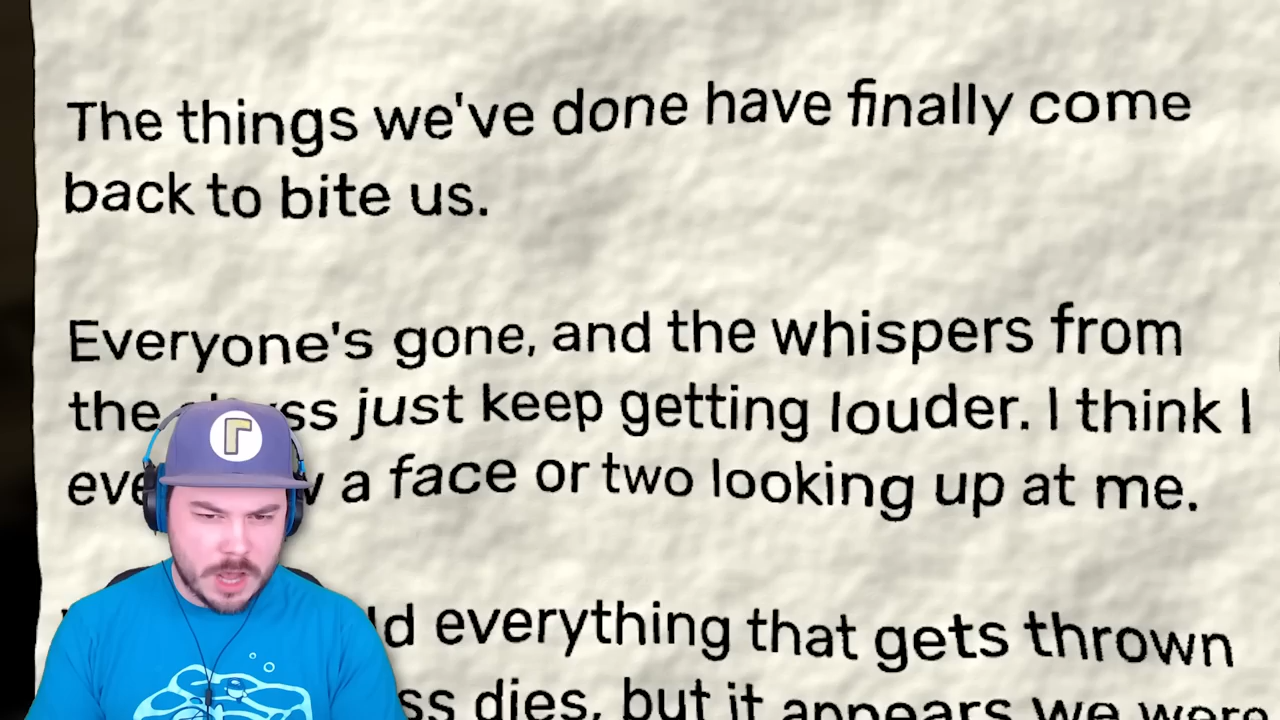 The things we've done have finally come
back to bite us.
Everyone's gone, and the whispers from
the just keep getting louder. I think I
a face or two looking up at me.
everything that gets thrown
dies, but it appears we were